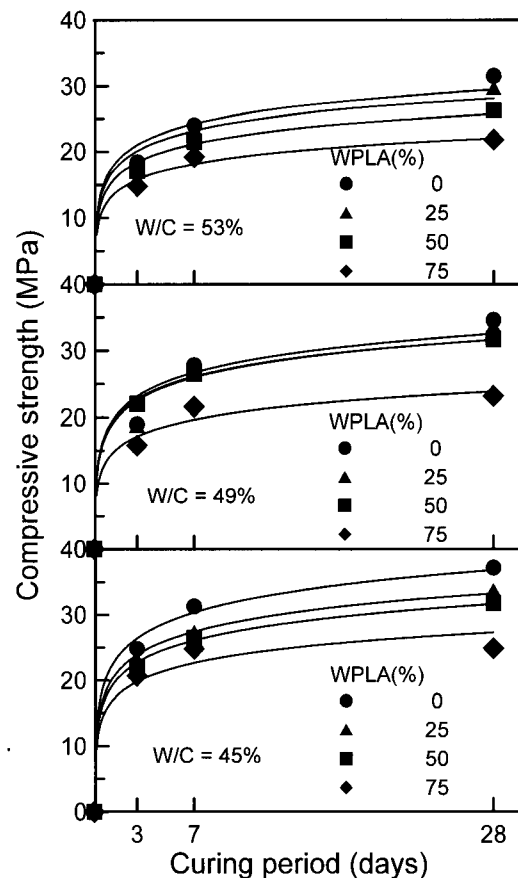 Compressive strength (MPa)
40
30
20
10
W/C = 53%
WPLA(%)
0
25
50
75
40
30
20
10
W/C = 49%
WPLA(%)
0
25
50
75
40
30
20
10
0
W/C = 45%
WPLA(%)
0
25
50
75
3 7 28
Curing period (days)